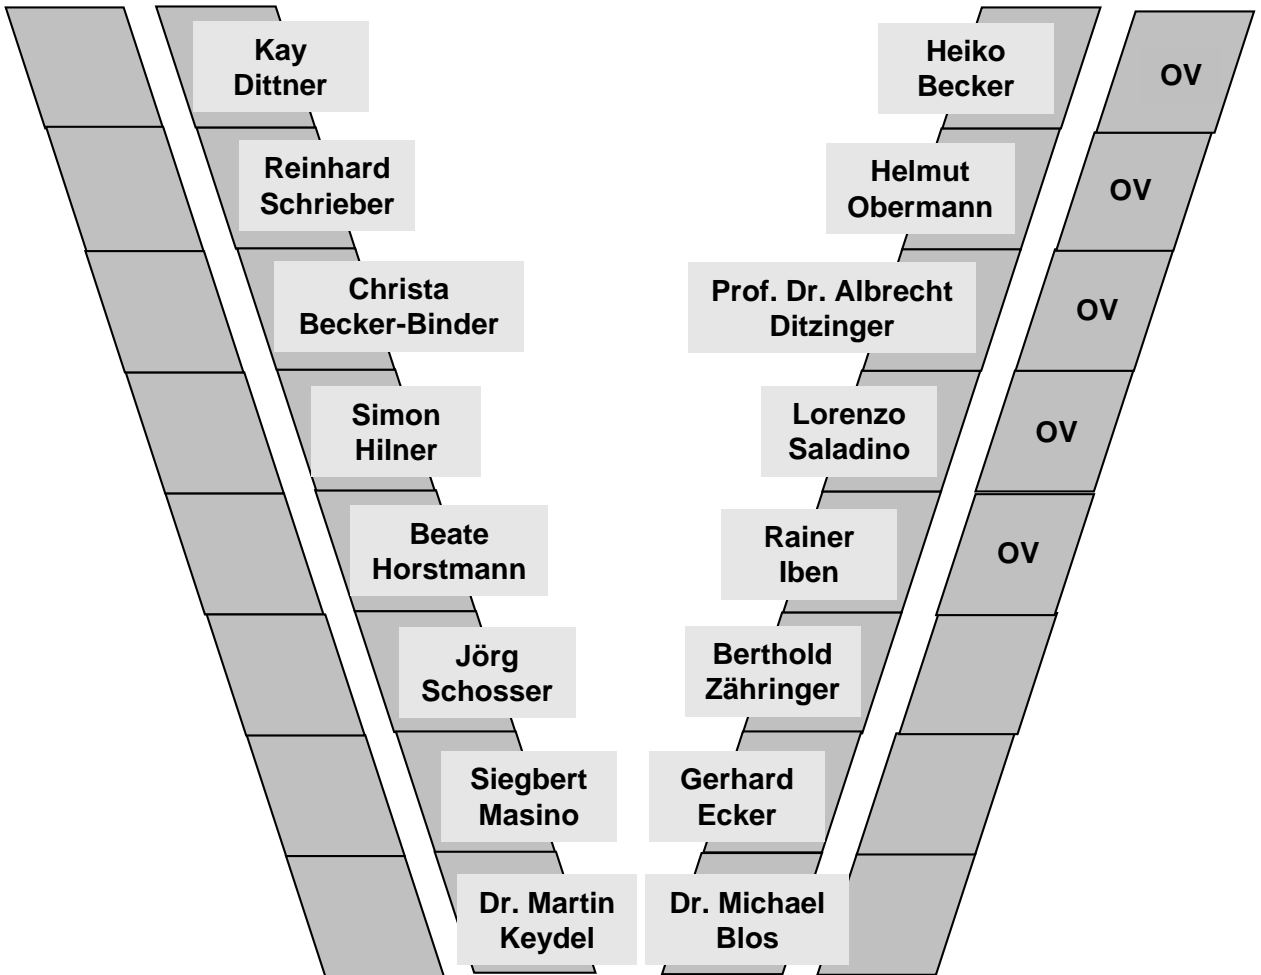 Kay
Dittner
Heiko
Becker
OV
Reinhard
Schrieber
Helmut
Obermann
OV
Christa
Becker-Binder
Prof. Dr. Albrecht
Ditzinger
OV
Simon
Hilner
Lorenzo
Saladino
OV
Beate
Horstmann
Rainer
Iben
OV
Jörg
Schosser
Berthold
Zähringer
Siegbert
Masino
Gerhard
Ecker
Dr. Martin
Keydel
Dr. Michael
Blos